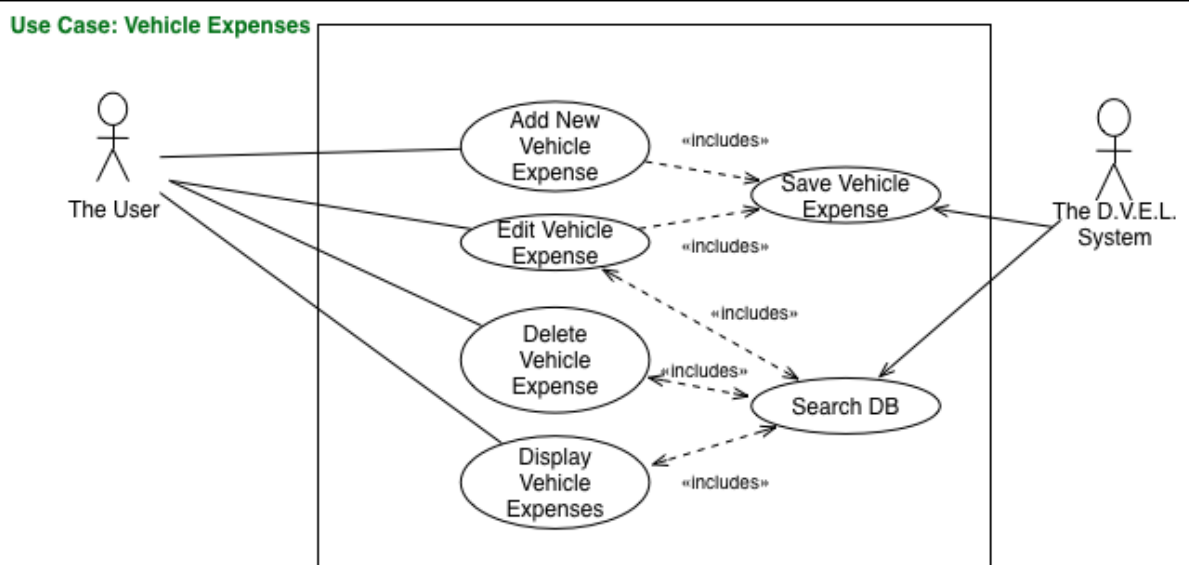 Use Case: Vehicle Expenses
The User
Add New
Vehicle
Expense
«includes»
Save Vehicle
Expense
The D.V.E.L.
System
Edit Vehicle
Expense
«includes»
«includes»
Delete
Vehicle
Expense
«includes»
Search DB
Display
Vehicle
Expenses
«includes»